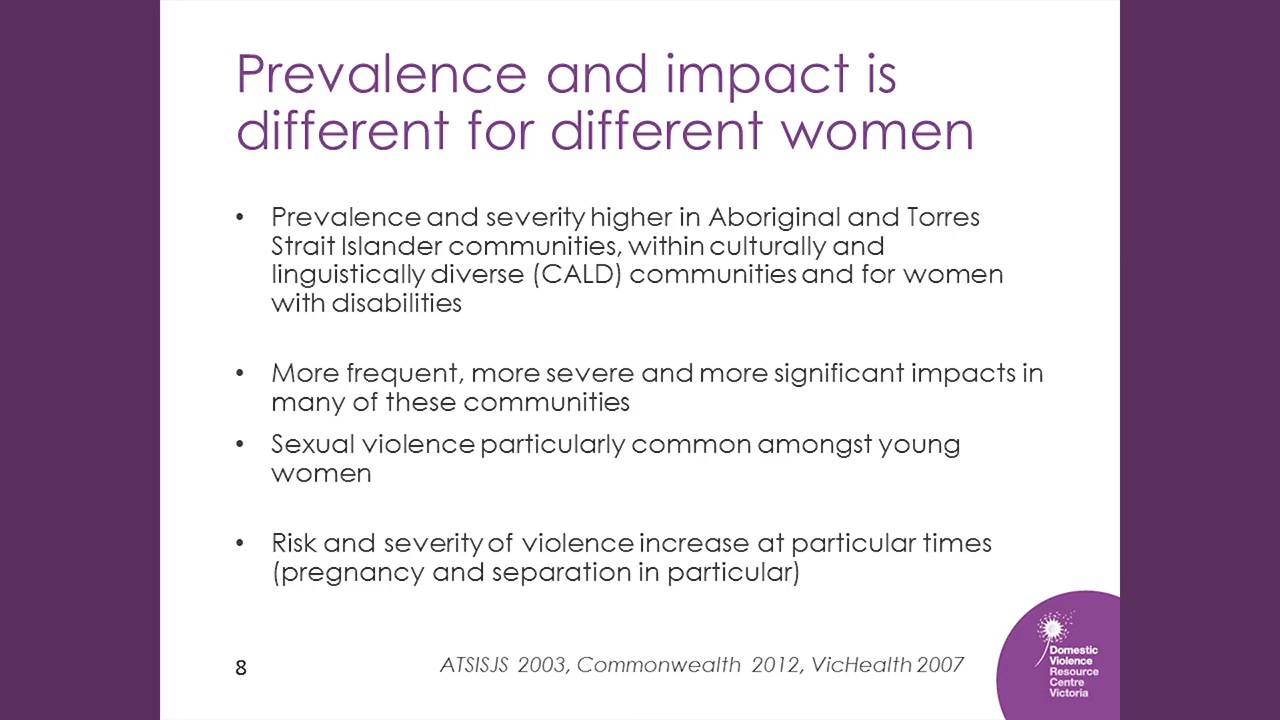 Prevalence and impact is
different for different women
• Prevalence and severity higher in Aboriginal and Torres
Strait Islander communities, within culturally and
linguistically diverse (CALD) communities and for women
with disabilities
• More frequent, more severe and more significant impacts in
many of these communities
• Sexual violence particularly common amongst young
women
• Risk and severity of violence increase at particular times
(pregnancy and separation in particular)
8
ATSISJS 2003, Commonwealth 2012, VicHealth 2007
Domestic
Violence
Resource
Centre
Victoria